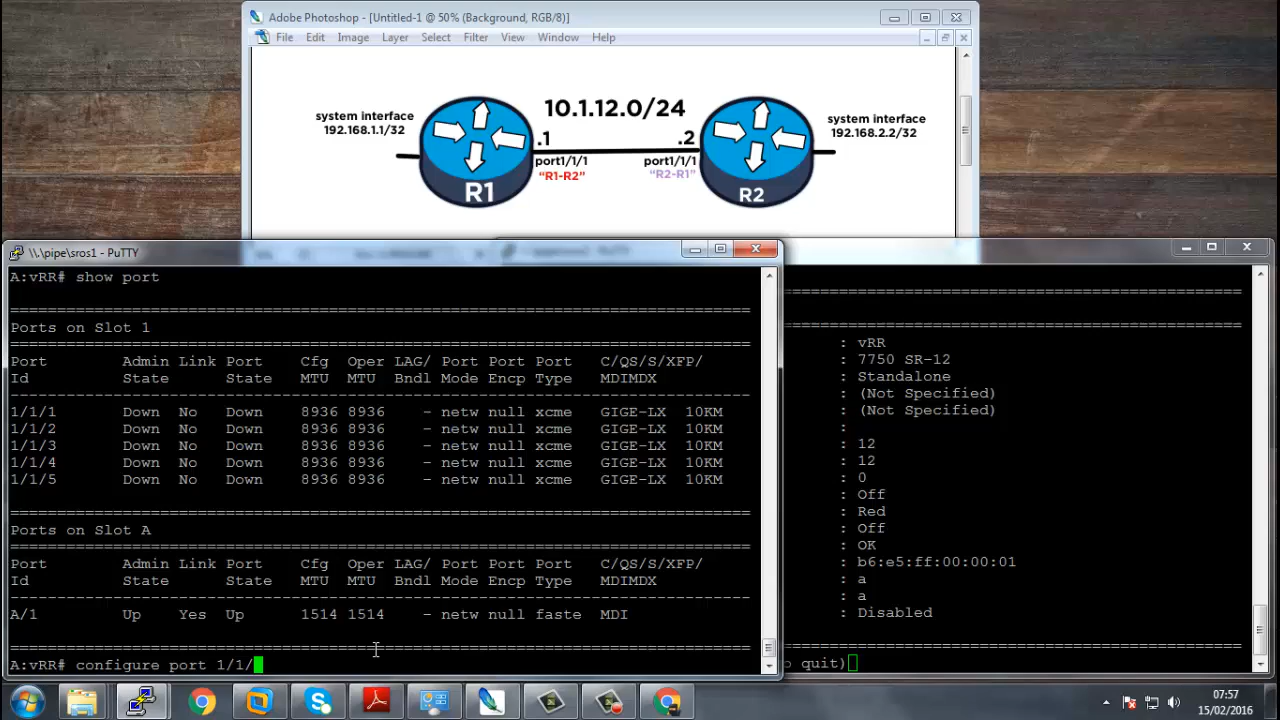 Adobe Photoshop - [Untitled-1 @ 50% (Background, RGB/8)]
File Edit Image Layer Select Filter View Window Help
system interface
192.168.1.1/32
10.1.12.0/24
system interface
192.168.2.2/32
.1
.2
port1/1/1
port1/1/1
"R1-R2"
"R2-R1"
R1
R2
\\.\pipe\sros1 - PuTTY
A:vRR# show port
===============================================================================
Ports on Slot 1
===============================================================================
Port Admin Link Port Cfg Oper LAG/ Port Port Port C/QS/S/XFP/
Id State State MTU MTU Bndl Mode Encp Type MDIMDX
-------------------------------------------------------------------------------
1/1/1 Down No Down 8936 8936 - netw null xcme GIGE-LX 10KM
1/1/2 Down No Down 8936 8936 - netw null xcme GIGE-LX 10KM
1/1/3 Down No Down 8936 8936 - netw null xcme GIGE-LX 10KM
1/1/4 Down No Down 8936 8936 - netw null xcme GIGE-LX 10KM
1/1/5 Down No Down 8936 8936 - netw null xcme GIGE-LX 10KM
===============================================================================
Ports on Slot A
===============================================================================
Port Admin Link Port Cfg Oper LAG/ Port Port Port C/QS/S/XFP/
Id State State MTU MTU Bndl Mode Encp Type MDIMDX
-------------------------------------------------------------------------------
A/1 Up Yes Up 1514 1514 - netw null faste MDI
===============================================================================
A:vRR# configure port 1/1/
: vRR
: 7750 SR-12
: Standalone
: (Not Specified)
: (Not Specified)
:
: 12
: 12
: 0
: Off
: Red
: Off
: OK
: b6:e5:ff:00:00:01
: a
: a
: Disabled
o quit)
07:57
15/02/2016